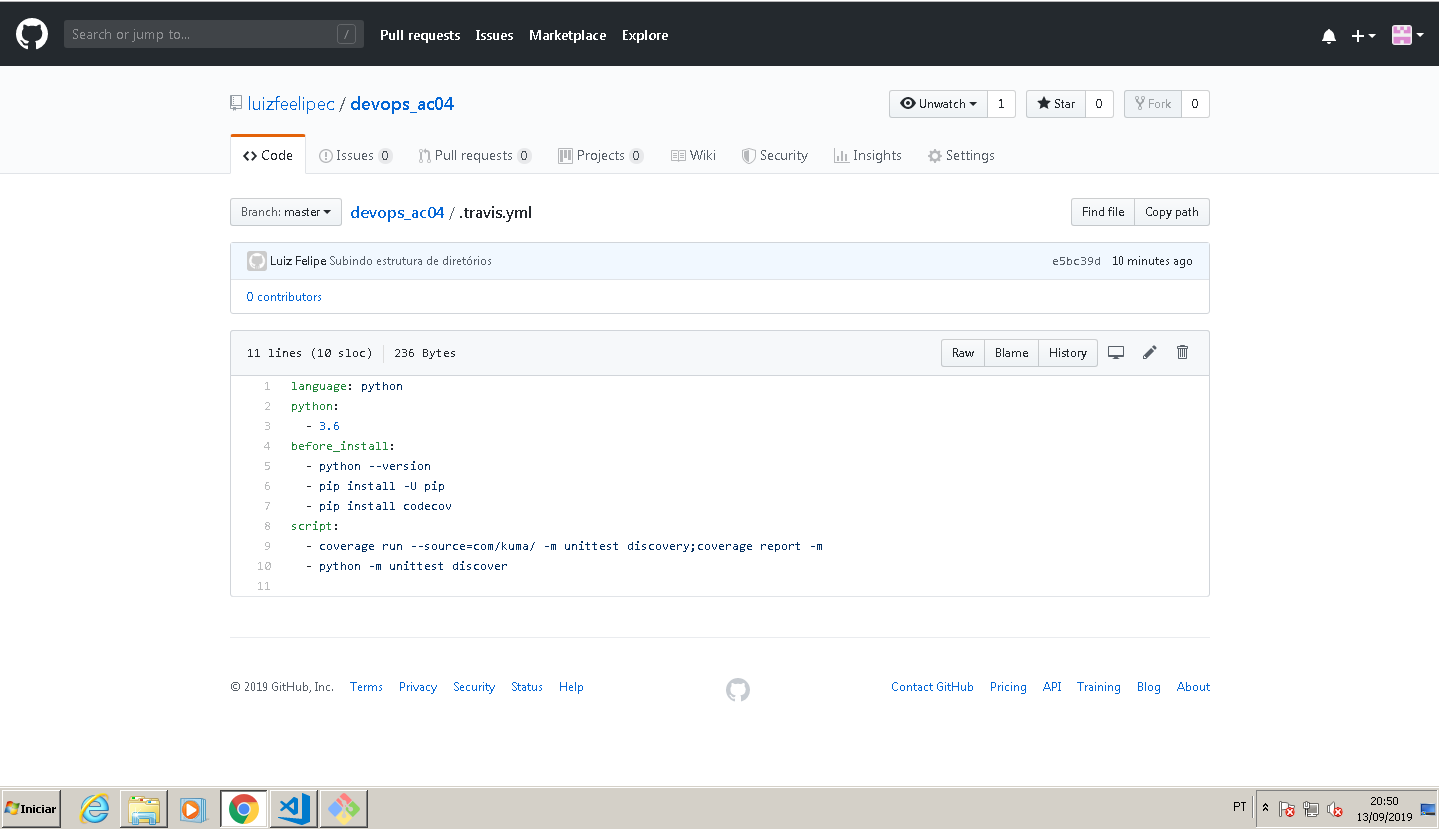 Search or jump to... /
Pull requests Issues Marketplace Explore
luizfeelipec / devops_ac04
Unwatch 1 Star 0 Fork 0
Code Issues 0 Pull requests 0 Projects 0 Wiki Security Insights Settings
Branch: master devops_ac04 / .travis.yml
Find file Copy path
Luiz Felipe Subindo estrutura de diretórios e5bc39d 10 minutes ago
0 contributors
11 lines (10 sloc) 236 Bytes Raw Blame History
1 language: python
2 python:
3 - 3.6
4 before_install:
5 - python --version
6 - pip install -U pip
7 - pip install codecov
8 script:
9 - coverage run --source=com/kuma/ -m unittest discovery;coverage report -m
10 - python -m unittest discover
11
© 2019 GitHub, Inc. Terms Privacy Security Status Help Contact GitHub Pricing API Training Blog About
Iniciar PT 20:50
13/09/2019